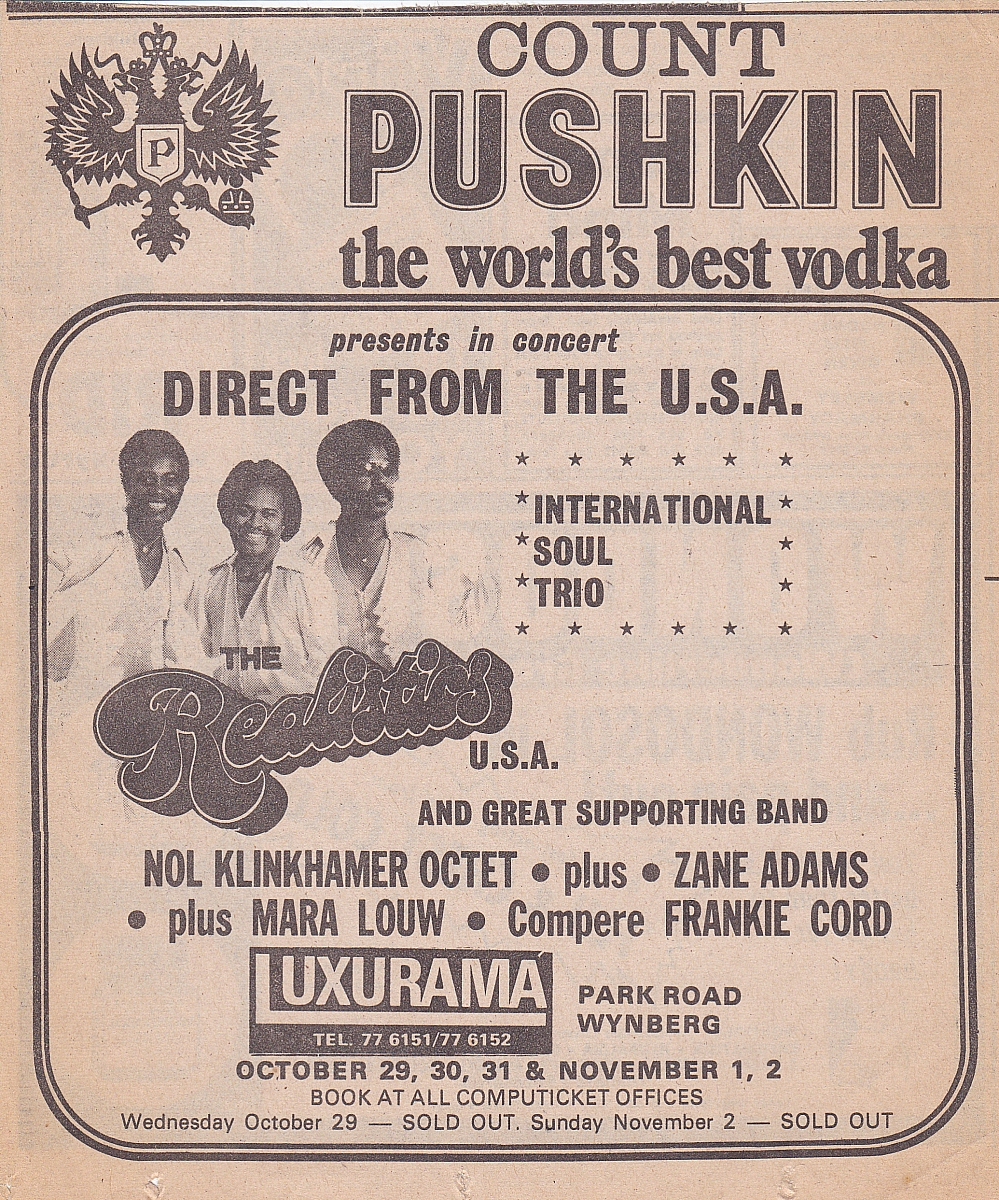 COUNT
PUSHKIN
the world's best vodka
P
presents in concert
DIRECT FROM THE U.S.A.
INTERNATIONAL
SOUL
TRIO
THE
Realistics
U.S.A.
AND GREAT SUPPORTING BAND
NOL KLINKHAMER OCTET • plus • ZANE ADAMS
• plus MARA LOUW • Compere FRANKIE CORD
LUXURAMA
TEL. 77 6151/77 6152
PARK ROAD
WYNBERG
OCTOBER 29, 30, 31 & NOVEMBER 1, 2
BOOK AT ALL COMPUTICKET OFFICES
Wednesday October 29 — SOLD OUT. Sunday November 2 — SOLD OUT